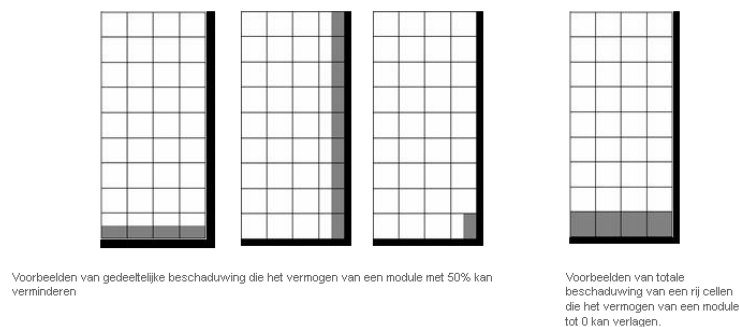 Voorbeelden van gedeeltelijke beschaduwing die het vermogen van een module met 50% kan
verminderen
Voorbeelden van totale
beschaduwing van een rij cellen
die het vermogen van een module
tot 0 kan verlagen.